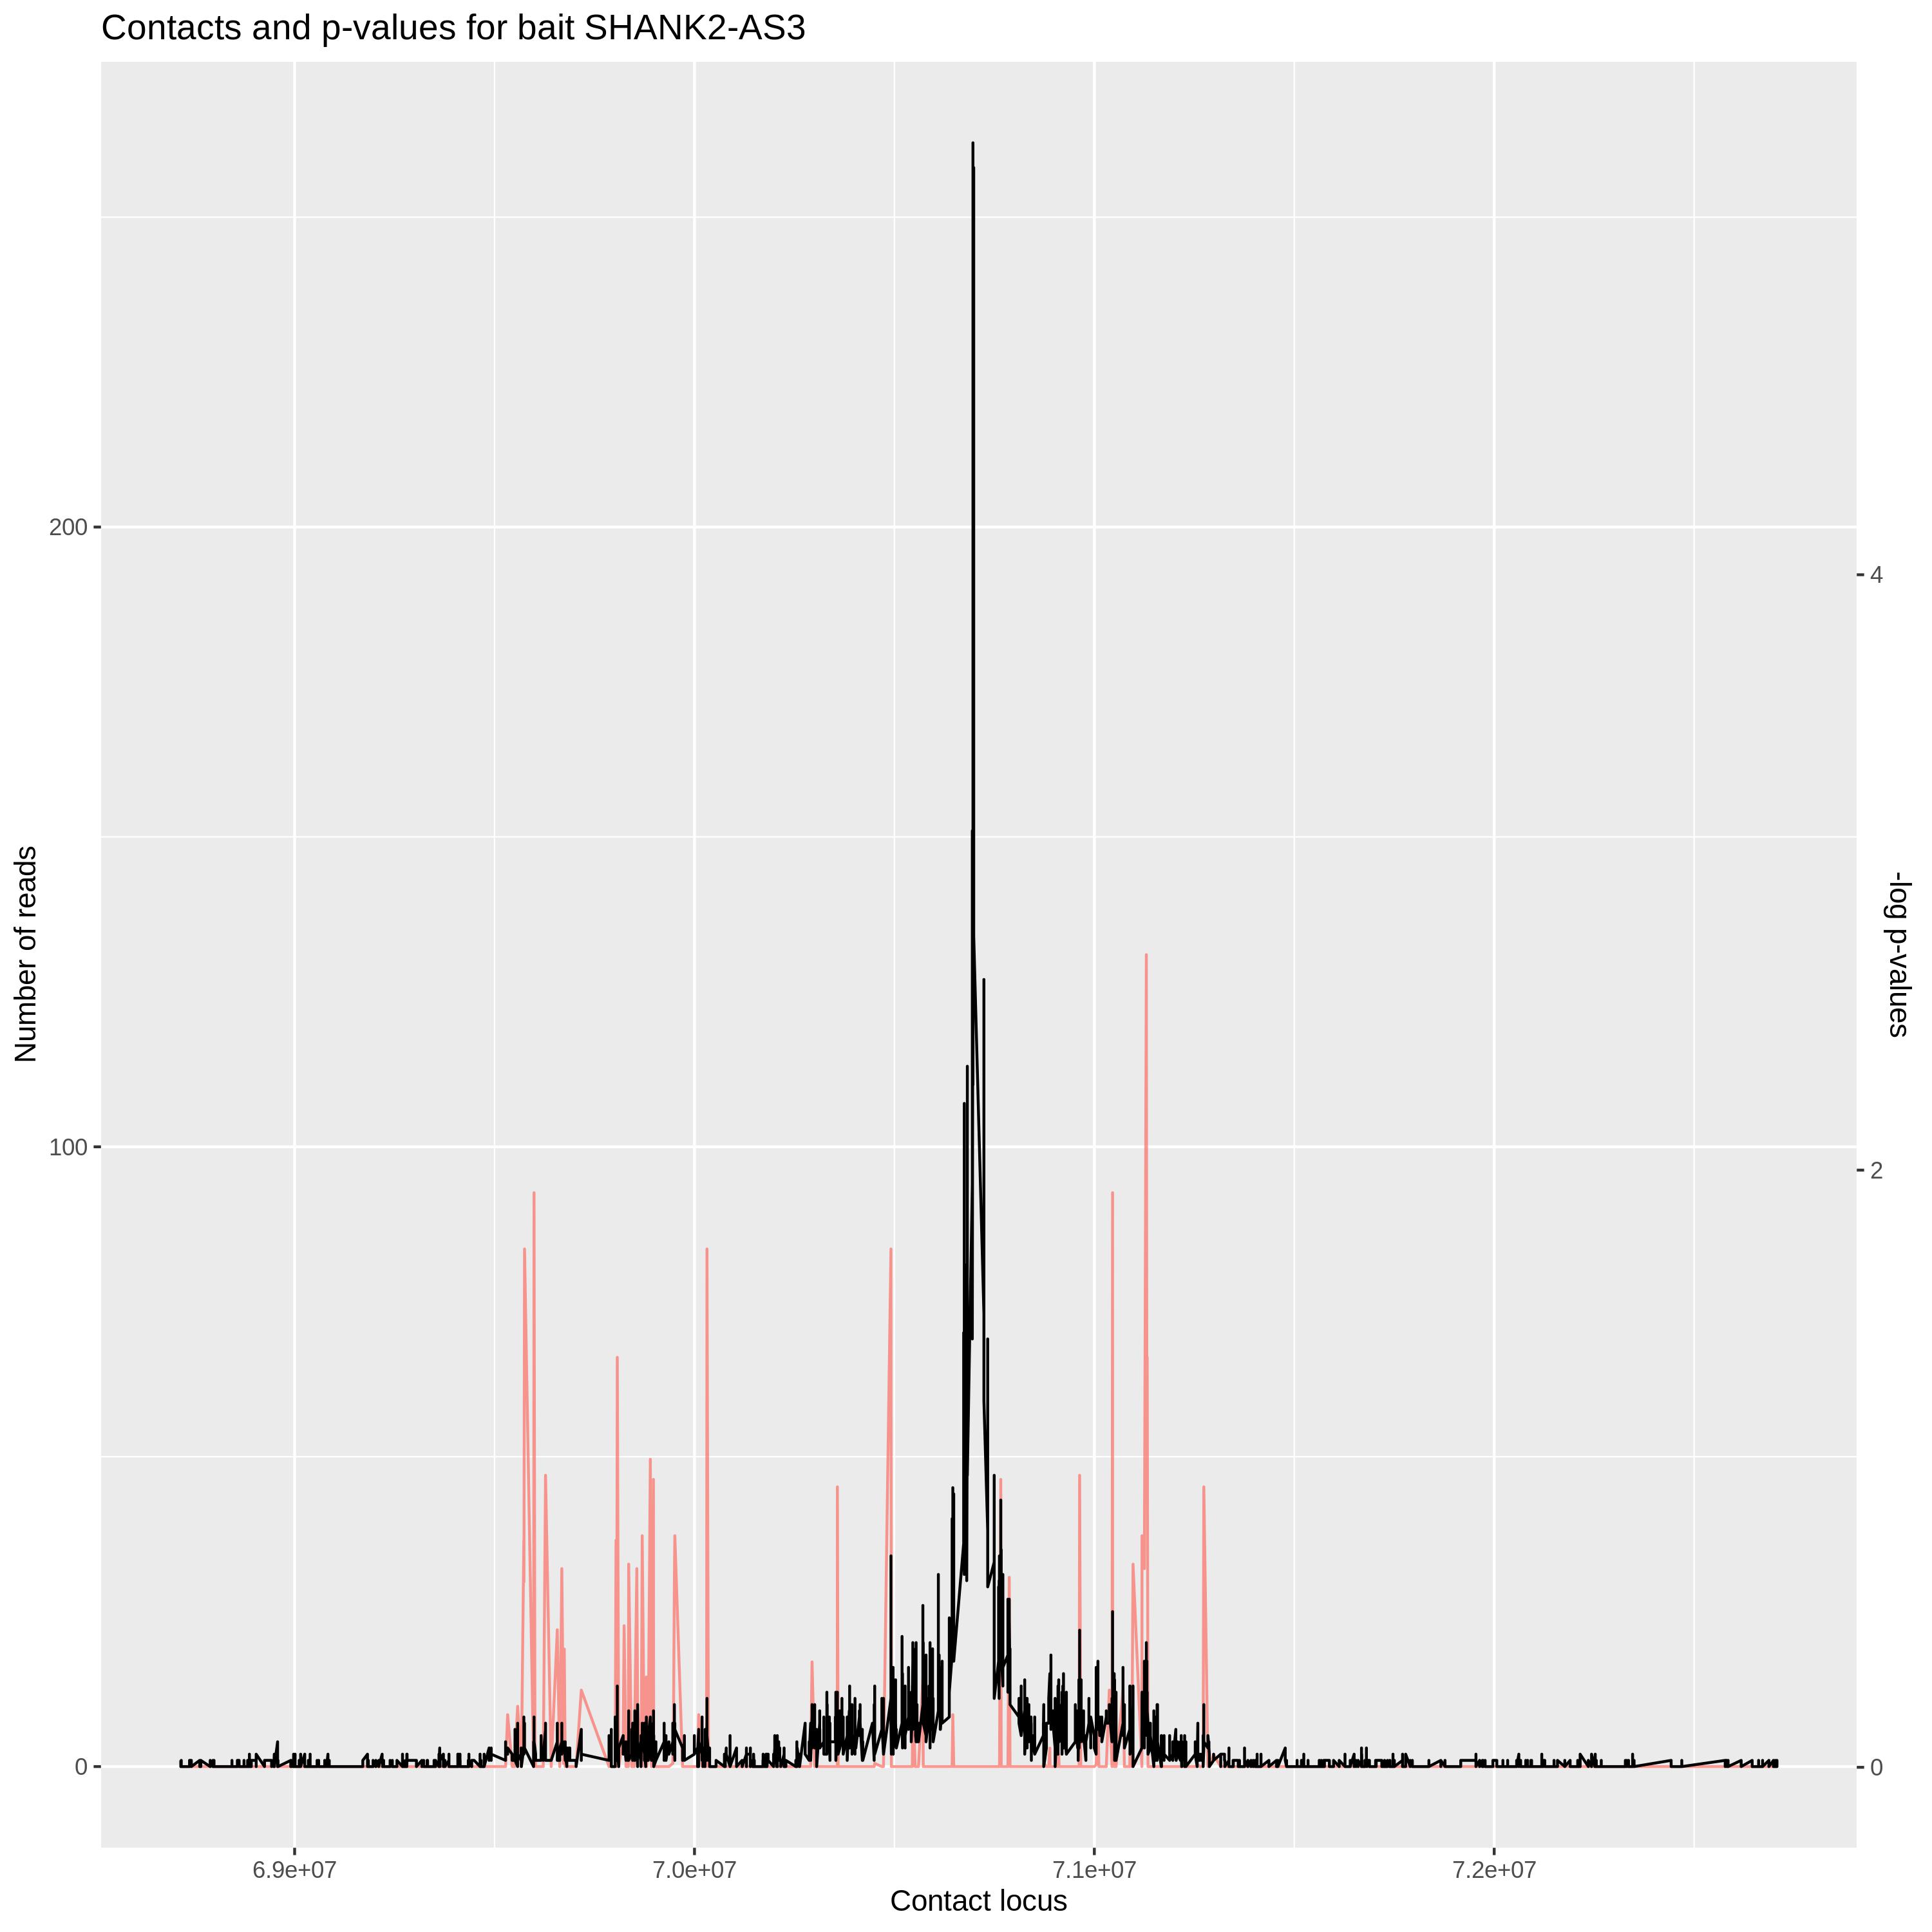 Contacts and p-values for bait SHANK2-AS3
200
100
0
Number of reads
4
2
0
-log p-values
6.9e+07
7.0e+07
7.1e+07
7.2e+07
Contact locus